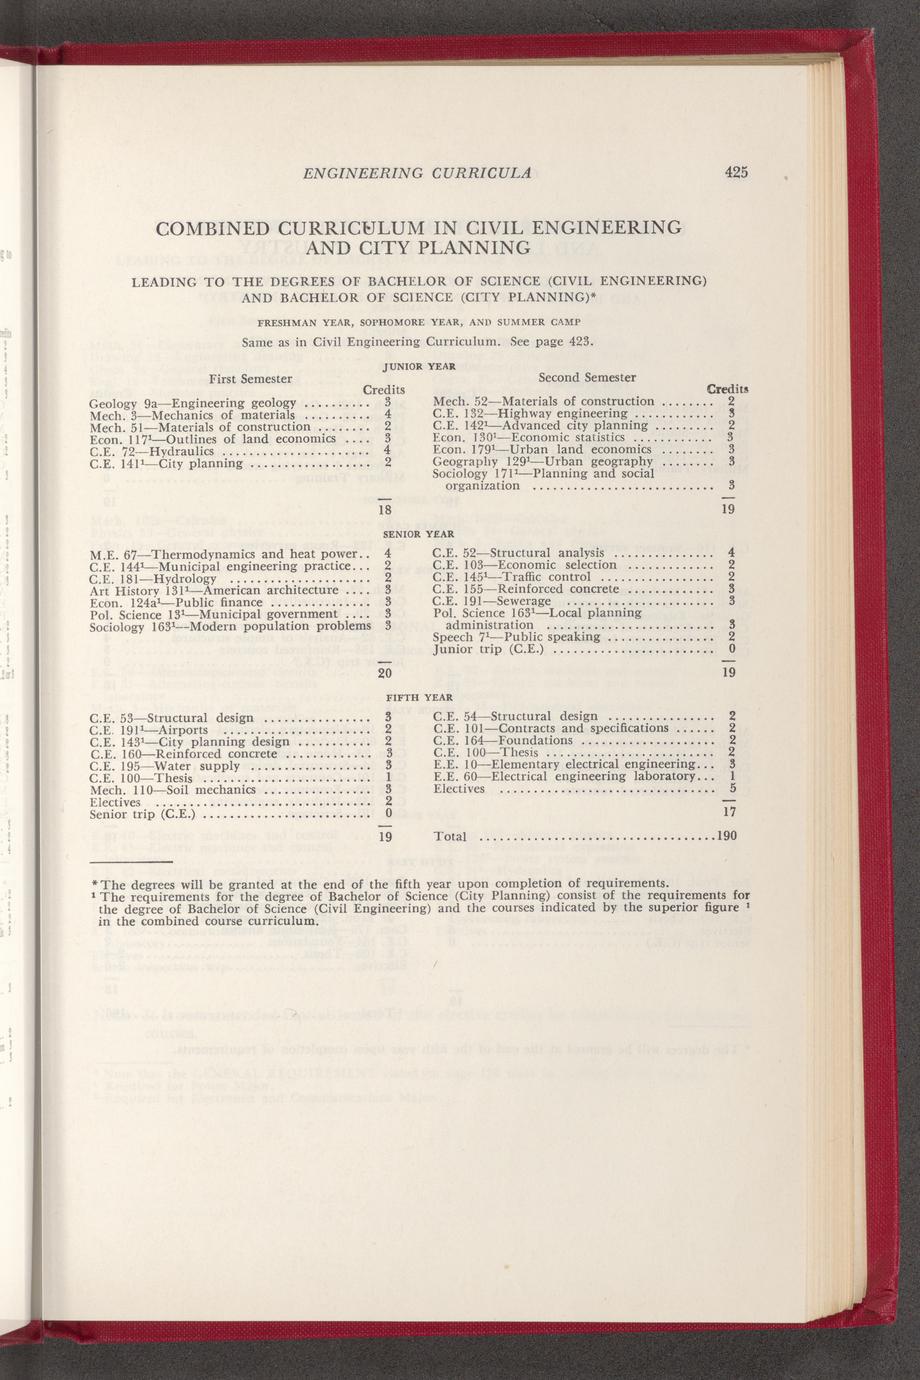 ENGINEERING CURRICULA 425
COMBINED CURRICULUM IN CIVIL ENGINEERING
AND CITY PLANNING
LEADING TO THE DEGREES OF BACHELOR OF SCIENCE (CIVIL ENGINEERING)
AND BACHELOR OF SCIENCE (CITY PLANNING)*
FRESHMAN YEAR, SOPHOMORE YEAR, AND SUMMER CAMP
Same as in Civil Engineering Curriculum. See page 423.
JUNIOR YEAR
First Semester
Credits
Geology 9a—Engineering geology .......... 3
Mech. 3—Mechanics of materials .......... 4
Mech. 51—Materials of construction ........ 2
Econ. 117¹—Outlines of land economics .... 3
C.E. 72—Hydraulics ...................... 4
C.E. 141¹—City planning .................. 2
18
Second Semester
Credits
Mech. 52—Materials of construction ........ 2
C.E. 132—Highway engineering ............ 3
C.E. 142¹—Advanced city planning ......... 2
Econ. 130¹—Economic statistics ............ 3
Econ. 179¹—Urban land economics ........ 3
Geography 129¹—Urban geography ........ 3
Sociology 171¹—Planning and social
organization ........................... 3
19
SENIOR YEAR
M.E. 67—Thermodynamics and heat power.. 4
C.E. 144¹—Municipal engineering practice... 2
C.E. 181—Hydrology ..................... 2
Art History 131¹—American architecture .... 3
Econ. 124a¹—Public finance ............... 3
Pol. Science 13¹—Municipal government .... 3
Sociology 163¹—Modern population problems 3
20
C.E. 52—Structural analysis ............... 4
C.E. 103—Economic selection ............. 2
C.E. 145¹—Traffic control ................. 2
C.E. 155—Reinforced concrete ............. 3
C.E. 191—Sewerage ...................... 3
Pol. Science 163¹—Local planning
administration ......................... 3
Speech 7¹—Public speaking ................ 2
Junior trip (C.E.) ........................ 0
19
FIFTH YEAR
C.E. 53—Structural design ................ 3
C.E. 191¹—Airports ...................... 2
C.E. 143¹—City planning design ........... 2
C.E. 160—Reinforced concrete ............. 3
C.E. 195—Water supply .................. 3
C.E. 100—Thesis ......................... 1
Mech. 110—Soil mechanics ................ 3
Electives ................................ 2
Senior trip (C.E.) ......................... 0
19
C.E. 54—Structural design ................ 2
C.E. 101—Contracts and specifications ...... 2
C.E. 164—Foundations .................... 2
C.E. 100—Thesis ......................... 2
E.E. 10—Elementary electrical engineering... 3
E.E. 60—Electrical engineering laboratory... 1
Electives ................................ 5
17
Total ...................................190
* The degrees will be granted at the end of the fifth year upon completion of requirements.
¹ The requirements for the degree of Bachelor of Science (City Planning) consist of the requirements for
the degree of Bachelor of Science (Civil Engineering) and the courses indicated by the superior figure ¹
in the combined course curriculum.